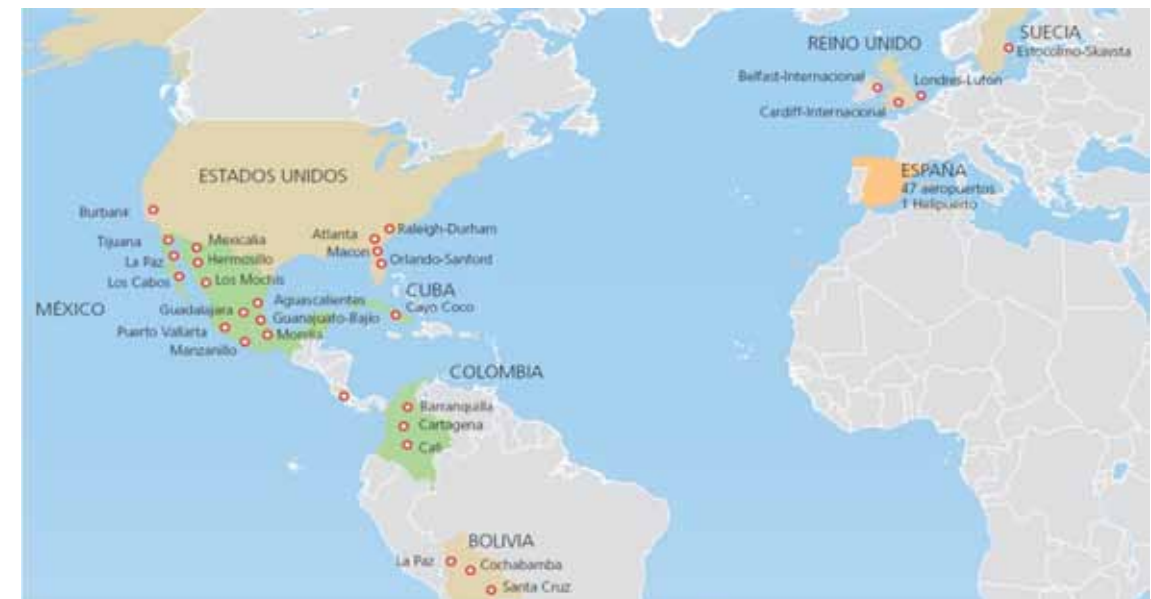 SUECIA
Estocolmo-Skavsta
REINO UNIDO
Belfast-Internacional
Londres-Luton
Cardiff-Internacional
ESPAÑA
47 aeropuertos
1 Helipuerto
ESTADOS UNIDOS
Burbank
Atlanta
Raleigh-Durham
Macon
Orlando-Sanford
Tijuana
Mexicalia
La Paz
Hermosillo
Los Cabos
Los Mochis
MÉXICO
Guadalajara
Aguascalientes
Guanajuato-Bajío
Puerto Vallarta
Morelia
Manzanillo
CUBA
Cayo Coco
COLOMBIA
Barranquilla
Cartagena
Cali
BOLIVIA
La Paz
Cochabamba
Santa Cruz